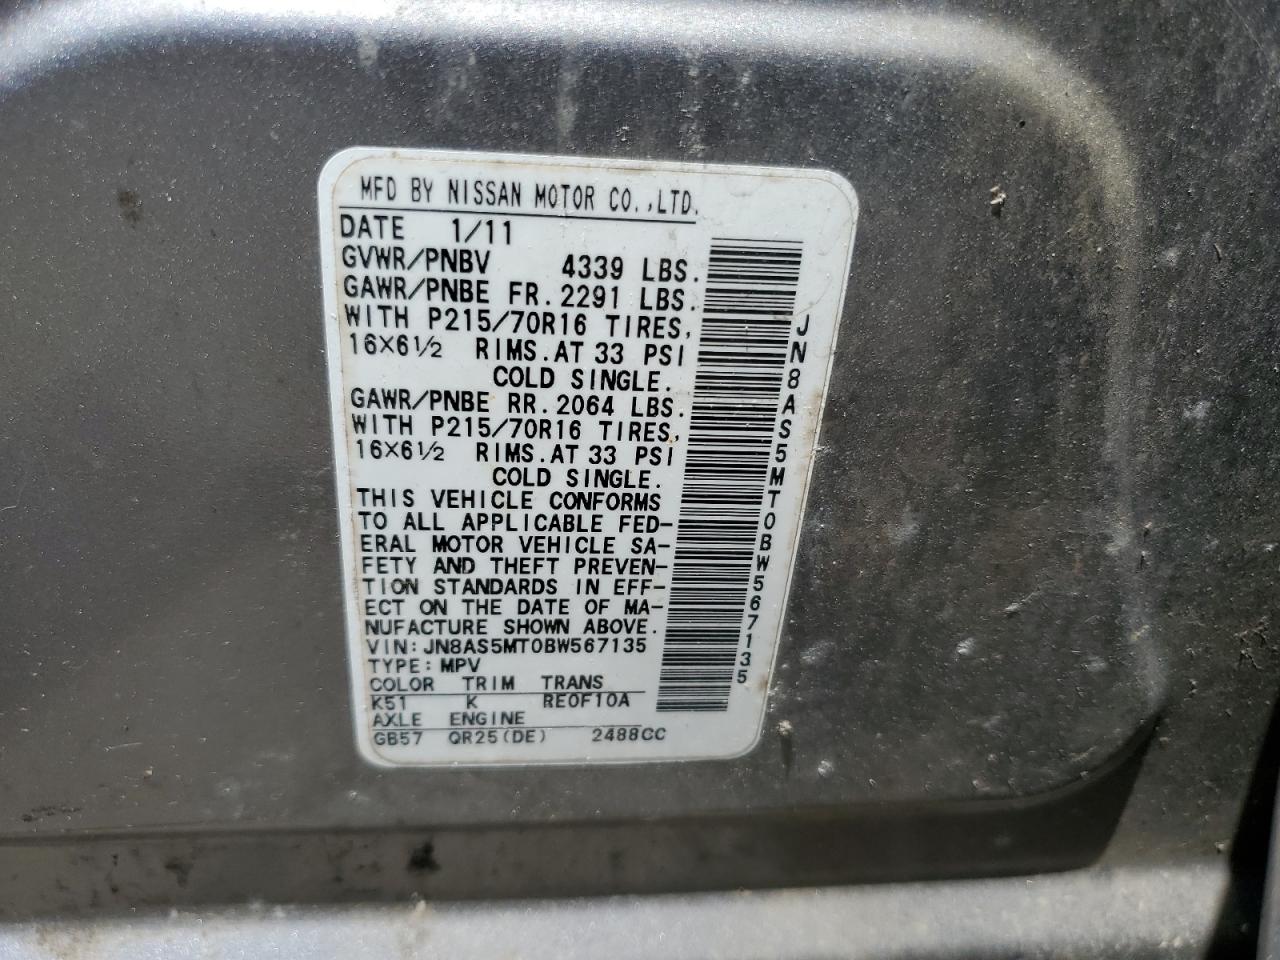 MFD BY NISSAN MOTOR CO.,LTD.
DATE 1/11
GVWR/PNBV 4339 LBS.
GAWR/PNBE FR.2291 LBS.
WITH P215/70R16 TIRES,
16X6½ RIMS.AT 33 PSI
COLD SINGLE.
GAWR/PNBE RR.2064 LBS.
WITH P215/70R16 TIRES,
16X6½ RIMS.AT 33 PSI
COLD SINGLE.
THIS VEHICLE CONFORMS
TO ALL APPLICABLE FED-
ERAL MOTOR VEHICLE SA-
FETY AND THEFT PREVEN-
TION STANDARDS IN EFF-
ECT ON THE DATE OF MA-
NUFACTURE SHOWN ABOVE.
VIN:JN8AS5MT0BW567135
TYPE:MPV
COLOR TRIM TRANS
K51 K RE0F10A
AXLE ENGINE
GB57 QR25(DE) 2488CC
JN8AS5MT0BW567135